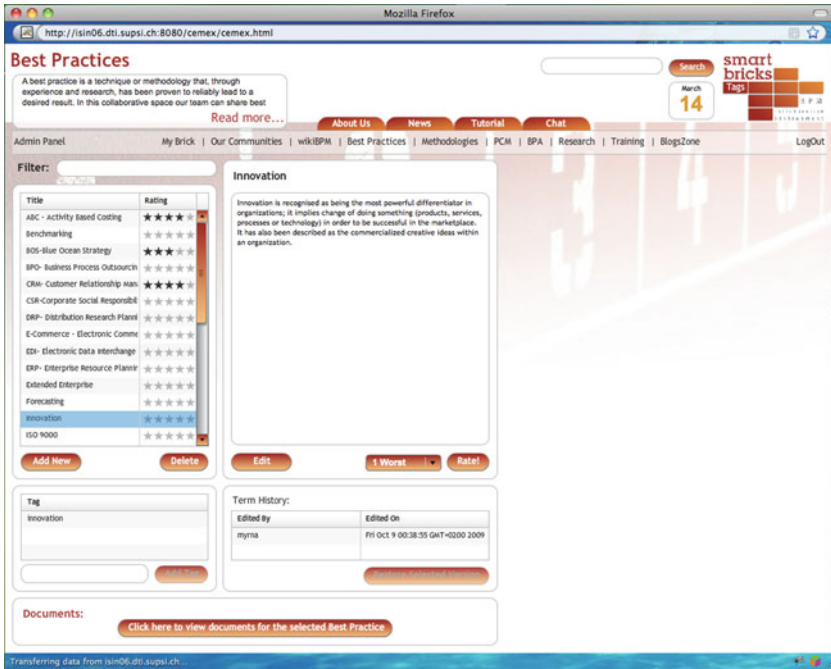 Mozilla Firefox
http://isin06.dti.supsi.ch:8080/cemex/cemex.html
Best Practices
A best practice is a technique or methodology that, through
experience and research, has been proven to reliably lead to a
desired result. In this collaborative space our team can share best
Read more...
Search
smart
bricks
Tags
March
14
About Us
News
Tutorial
Chat
Admin Panel
My Brick | Our Communities | wikiBPM | Best Practices | Methodologies | PCM | BPA | Research | Training | BlogsZone
LogOut
Filter:
Title Rating
ABC - Activity Based Costing
Benchmarking
BOS-Blue Ocean Strategy
BPO- Business Process Outsourcin
CRM- Customer Relationship Man
CSR-Corporate Social Responsibil
DRP- Distribution Research Planni
E-Commerce - Electronic Comme
EDI- Electronic Data Interchange
ERP- Enterprise Resource Plannin
Extended Enterprise
Forecasting
Innovation
ISO 9000
Add New
Delete
Innovation
Innovation is recognised as being the most powerful differentiator in
organizations; it implies change of doing something (products, services,
processes or technology) in order to be successful in the marketplace.
It has also been described as the commercialized creative ideas within
an organization.
Edit
1 Worst
Rate!
Tag
Innovation
Add Tag
Term History:
Edited By Edited On
myrna Fri Oct 9 00:38:55 GMT+0200 2009
Restore Selected Version
Documents:
Click here to view documents for the selected Best Practice
Transferring data from isin06.dti.supsi.ch...